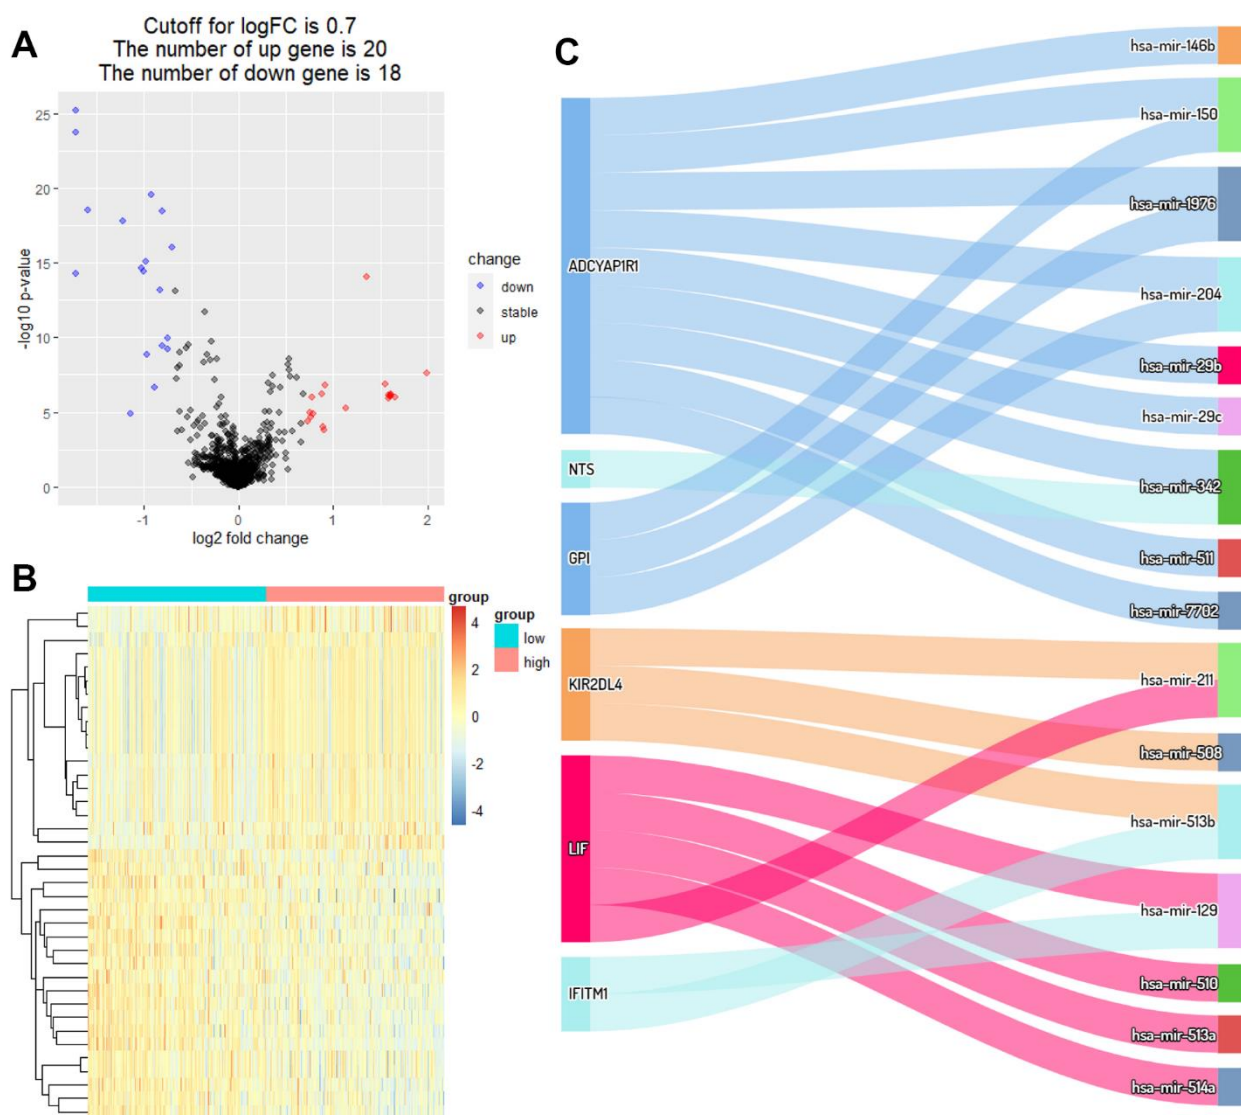 A
Cutoff for logFC is 0.7
The number of up gene is 20
The number of down gene is 18
25
20
15
10
5
0
-log10 p-value
-1
0
1
2
log2 fold change
change
down
stable
up
B
group
4
2
0
-2
-4
group
low
high
C
ADCYAP1R1
NTS
GPI
KIR2DL4
LIF
IFITM1
hsa-mir-146b
hsa-mir-150
hsa-mir-1976
hsa-mir-204
hsa-mir-29b
hsa-mir-29c
hsa-mir-342
hsa-mir-511
hsa-mir-7702
hsa-mir-211
hsa-mir-508
hsa-mir-513b
hsa-mir-129
hsa-mir-510
hsa-mir-513a
hsa-mir-514a